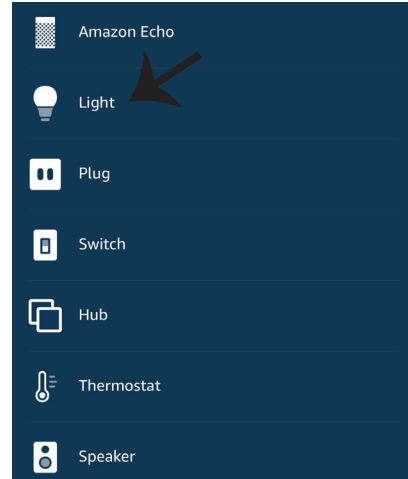 Amazon Echo
Light
Plug
Switch
Hub
Thermostat
Speaker